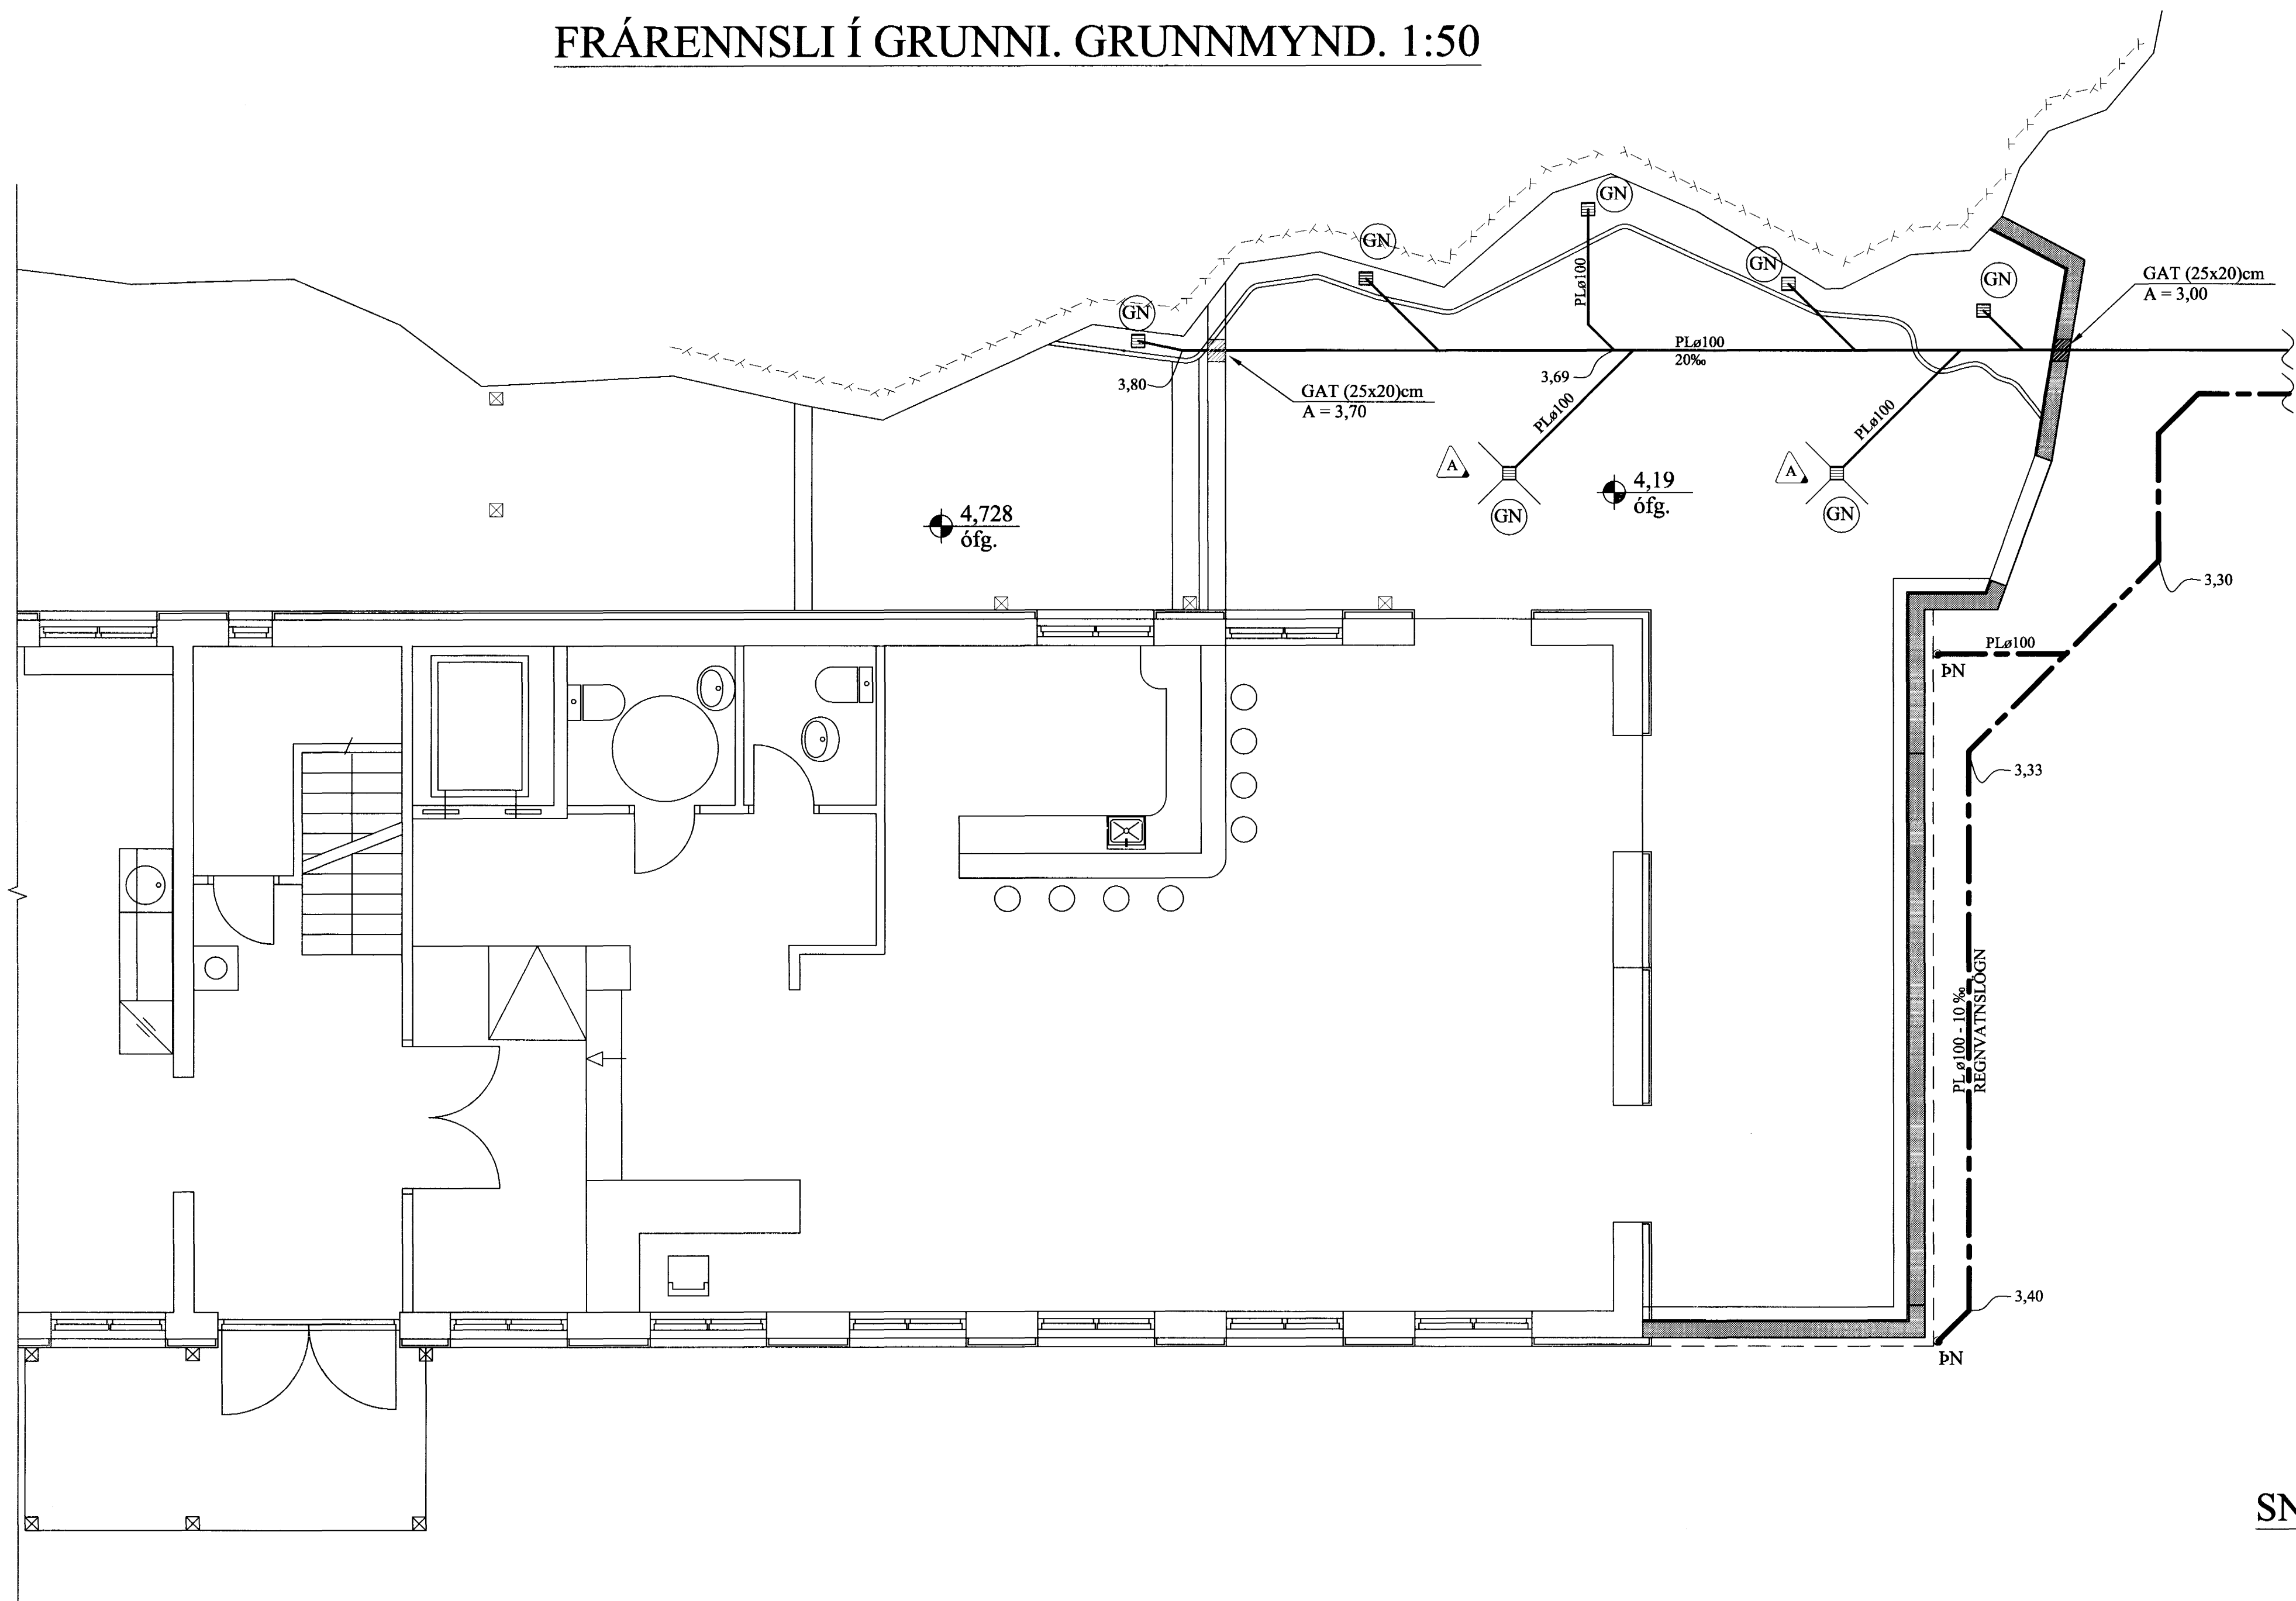 FRÁRENNSLI Í GRUNNI. GRUNNMYND. 1:50
GN
GN
GN
GN
GN
PLø100
GAT (25x20)cm
A = 3,00
3,80
GAT (25x20)cm
A = 3,70
3,69
PLø100
20‰
PLø100
PLø100
A
A
GN
GN
4,19
ófg.
4,728
ófg.
3,30
PLø100
ÞN
3,33
PL ø100 - 10 ‰
REGNVATNSLÖGN
3,40
ÞN
SN